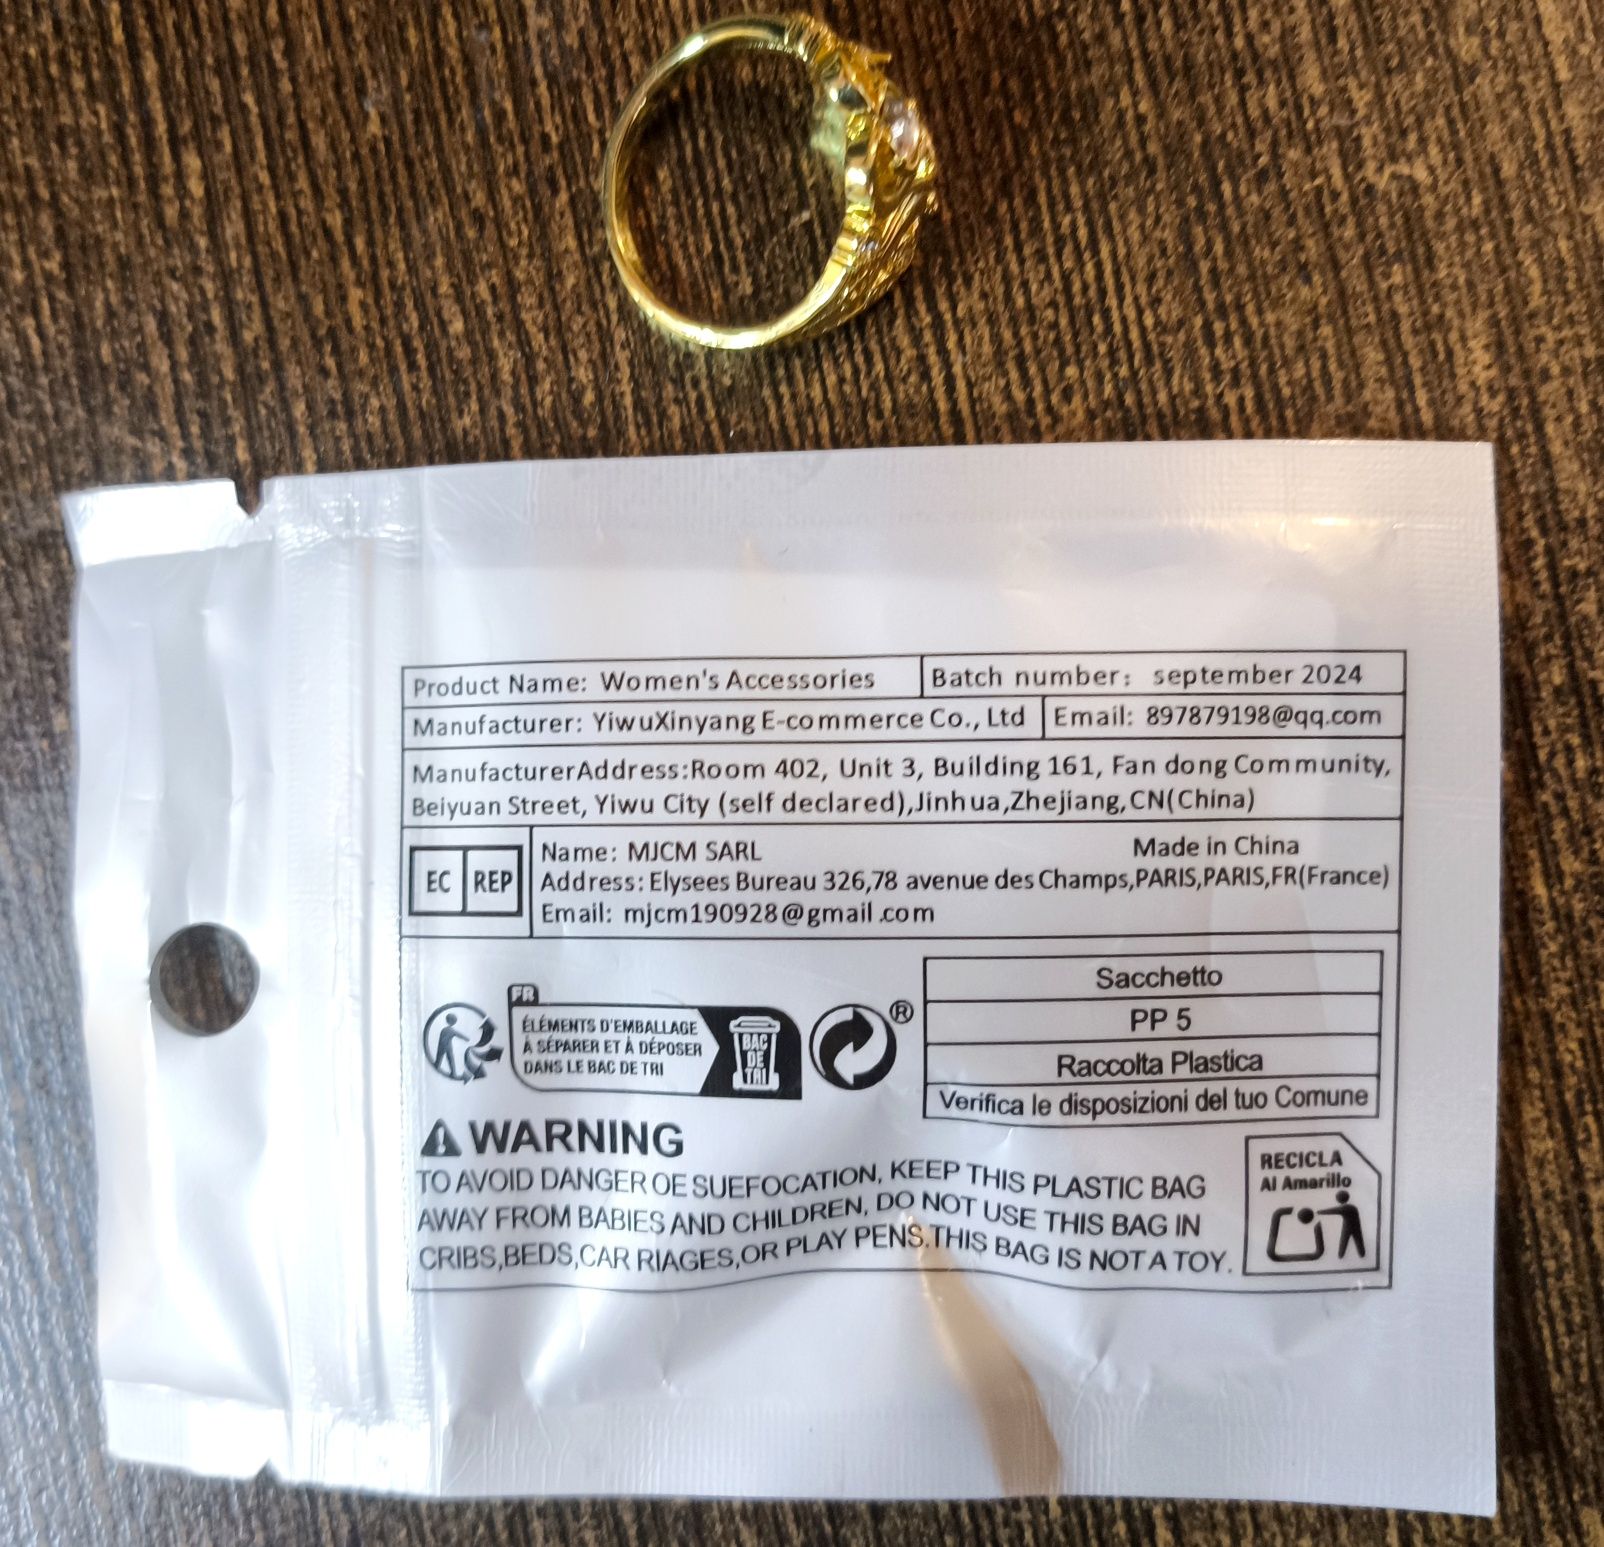 Product Name: Women's Accessories
Batch number: september 2024
Manufacturer: YiwuXinyang E-commerce Co., Ltd
Email: 897879198@qq.com
ManufacturerAddress:Room 402, Unit 3, Building 161, Fan dong Community,
Beiyuan Street, Yiwu City (self declared),Jinhua,Zhejiang,CN(China)
EC REP
Name: MJCM SARL
Made in China
Address: Elysees Bureau 326,78 avenue des Champs,PARIS,PARIS,FR(France)
Email: mjcm190928@gmail.com
FR
ÉLÉMENTS D'EMBALLAGE
À SÉPARER ET À DÉPOSER
DANS LE BAC DE TRI
BAC
DE
TRI
®
Sacchetto
PP 5
Raccolta Plastica
Verifica le disposizioni del tuo Comune
WARNING
TO AVOID DANGER OE SUEFOCATION, KEEP THIS PLASTIC BAG
AWAY FROM BABIES AND CHILDREN, DO NOT USE THIS BAG IN
CRIBS,BEDS,CAR RIAGES,OR PLAY PENS.THIS BAG IS NOT A TOY.
RECICLA
Al Amarillo